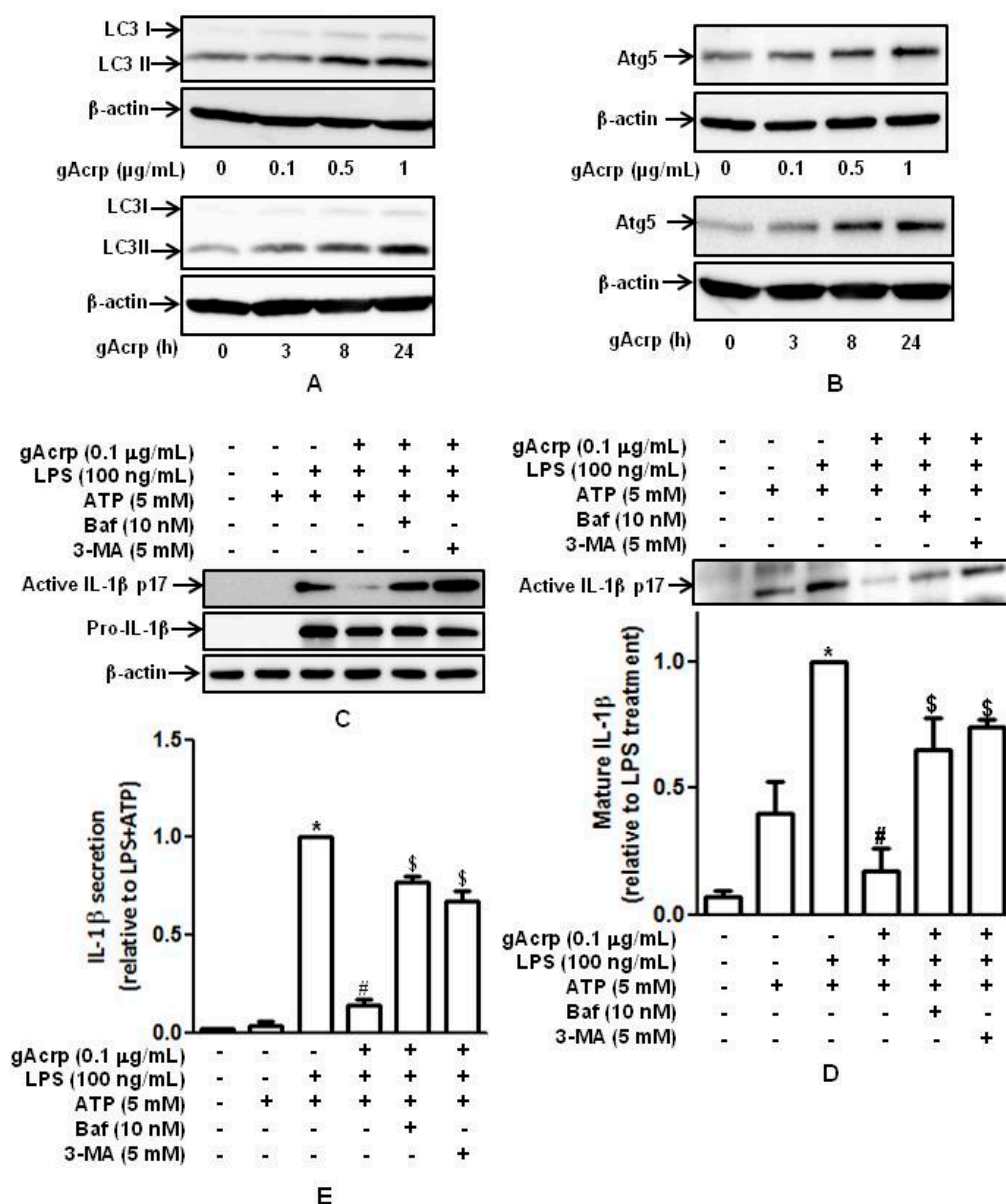 LC3 I
LC3 II
β-actin
gAcrp (µg/mL) 0 0.1 0.5 1
LC3I
LC3II
β-actin
gAcrp (h) 0 3 8 24
A
Atg5
β-actin
gAcrp (µg/mL) 0 0.1 0.5 1
Atg5
β-actin
gAcrp (h) 0 3 8 24
B
gAcrp (0.1 µg/mL) - - - + + +
LPS (100 ng/mL) - - + + + +
ATP (5 mM) - + + + + +
Baf (10 nM) - - - - + -
3-MA (5 mM) - - - - - +
Active IL-1β p17
Pro-IL-1β
β-actin
C
gAcrp (0.1 µg/mL) - - - + + +
LPS (100 ng/mL) - - + + + +
ATP (5 mM) - + + + + +
Baf (10 nM) - - - - + -
3-MA (5 mM) - - - - - +
Active IL-1β p17
Mature IL-1β
(relative to LPS treatment)
1.0
0.5
0.0
* # $ $
gAcrp (0.1 µg/mL) - - - + + +
LPS (100 ng/mL) - - + + + +
ATP (5 mM) - + + + + +
Baf (10 nM) - - - - + -
3-MA (5 mM) - - - - - +
D
IL-1β secretion
(relative to LPS+ATP)
1.5
1.0
0.5
0.0
* # $ $
gAcrp (0.1 µg/mL) - - - + + +
LPS (100 ng/mL) - - + + + +
ATP (5 mM) - + + + + +
Baf (10 nM) - - - - + -
3-MA (5 mM) - - - - - +
E